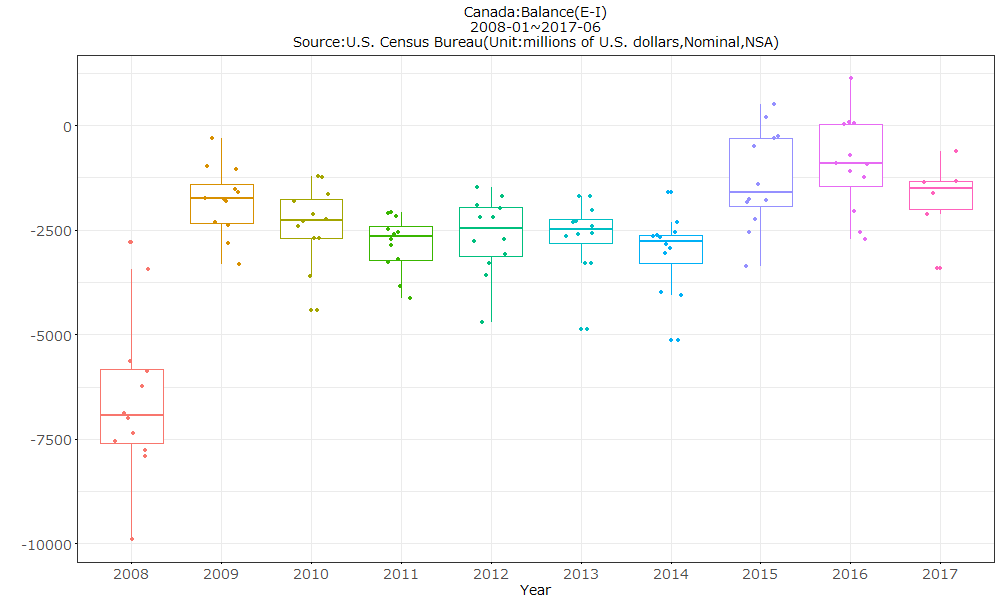 Canada:Balance(E-I)
2008-01~2017-06
Source:U.S. Census Bureau(Unit:millions of U.S. dollars,Nominal,NSA)
0
-2500
-5000
-7500
-10000
2008 2009 2010 2011 2012 2013 2014 2015 2016 2017
Year